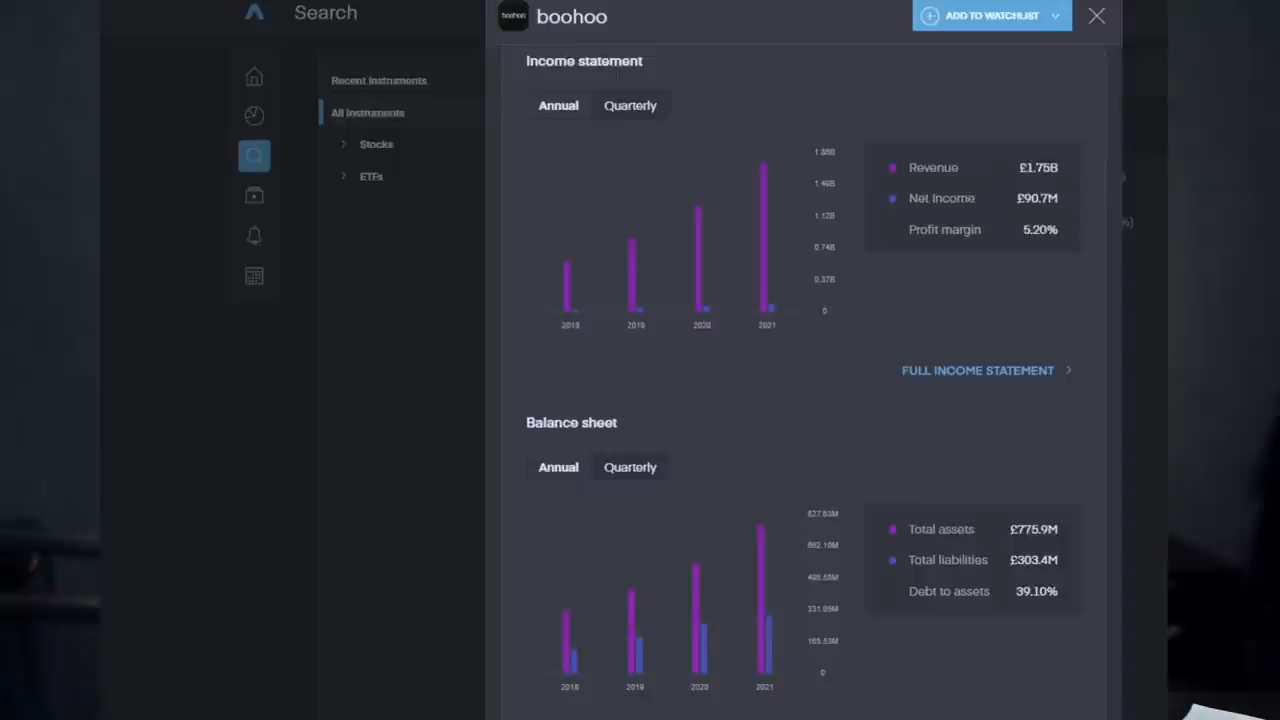 Search
boohoo
boohoo
ADD TO WATCHLIST
Income statement
Recent Instruments
Annual
Quarterly
All Instruments
Stocks
ETFs
1.86B
1.49B
1.12B
0.74B
0.37B
0
Revenue
£1.75B
Net Income
£90.7M
Profit margin
5.20%
2018
2019
2020
2021
FULL INCOME STATEMENT
Balance sheet
Annual
Quarterly
827.63M
662.10M
496.58M
331.05M
165.53M
0
Total assets
£775.9M
Total liabilities
£303.4M
Debt to assets
39.10%
2018
2019
2020
2021